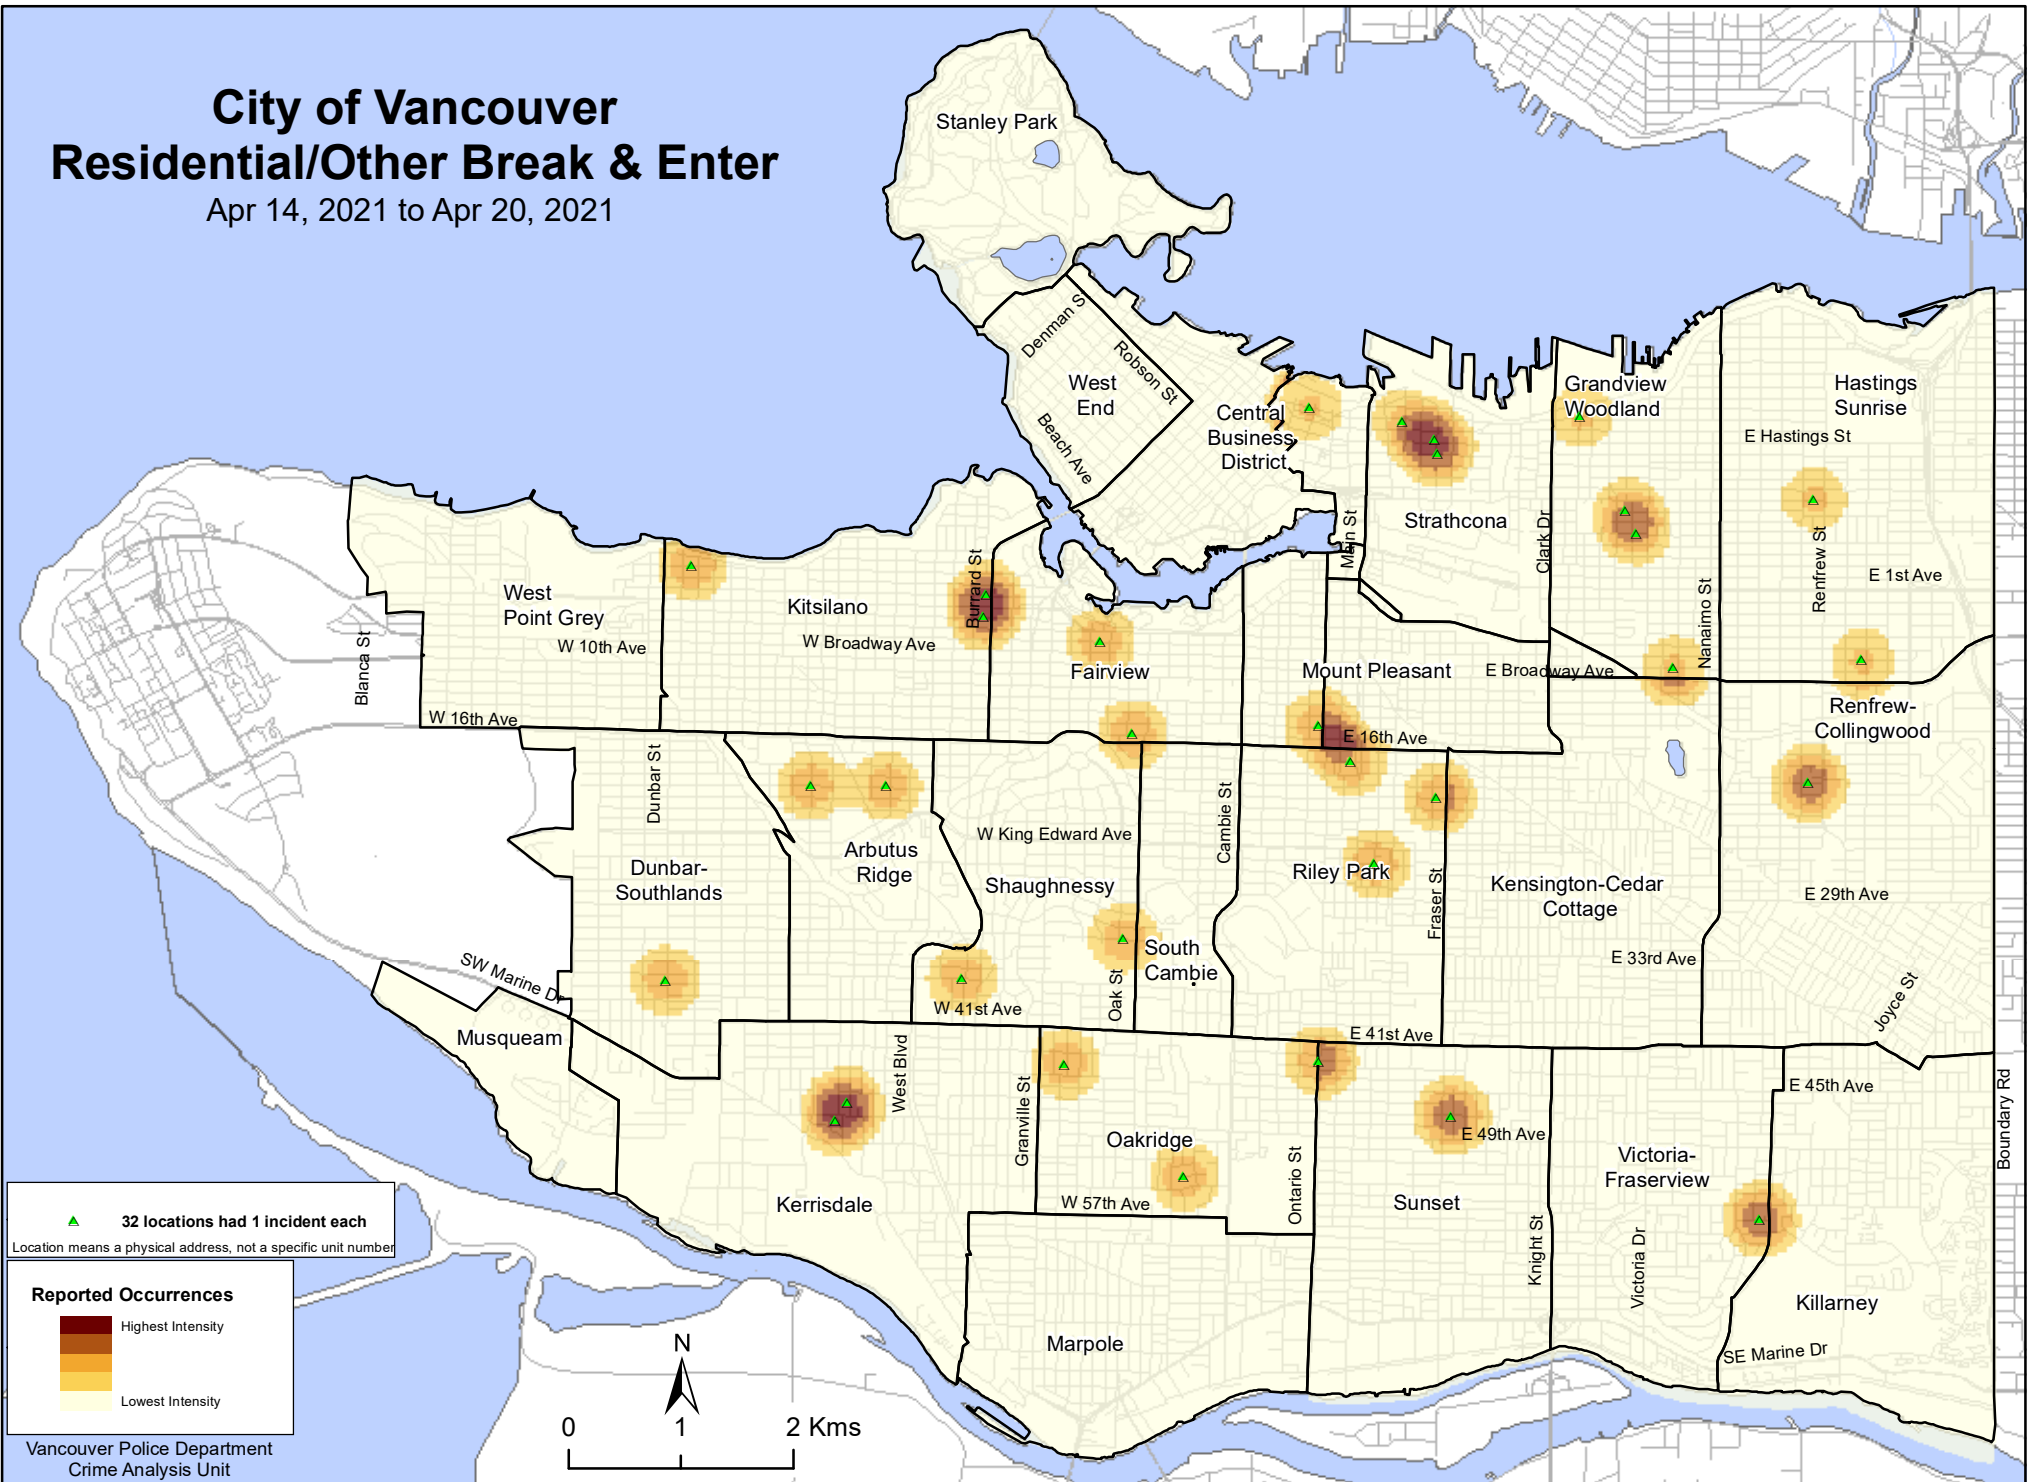 City of Vancouver
Residential/Other Break & Enter
Apr 14, 2021 to Apr 20, 2021
Stanley Park
Denman S
Robson St
West
End
Beach Ave
Central
Business
District
Main St
Strathcona
Clark Dr
Grandview
Woodland
Hastings
Sunrise
E Hastings St
Renfrew St
E 1st Ave
Nanaimo St
West
Point Grey
W 10th Ave
Blanca St
W 16th Ave
Kitsilano
W Broadway Ave
Burrard St
Fairview
Mount Pleasant
E Broadway Ave
E 16th Ave
Renfrew-
Collingwood
Dunbar St
Dunbar-
Southlands
Arbutus
Ridge
W King Edward Ave
Shaughnessy
Cambie St
Riley Park
Fraser St
Kensington-Cedar
Cottage
E 29th Ave
E 33rd Ave
South
Cambie
Oak St
SW Marine Dr
W 41st Ave
E 41st Ave
Joyce St
Musqueam
West Blvd
Granville St
Oakridge
W 57th Ave
Ontario St
E 49th Ave
Sunset
Knight St
Victoria-
Fraserview
Victoria Dr
E 45th Ave
Boundary Rd
Killarney
SE Marine Dr
Kerrisdale
Marpole
32 locations had 1 incident each
Location means a physical address, not a specific unit number
Reported Occurrences
Highest Intensity
Lowest Intensity
Vancouver Police Department
Crime Analysis Unit
N
0 1 2 Kms